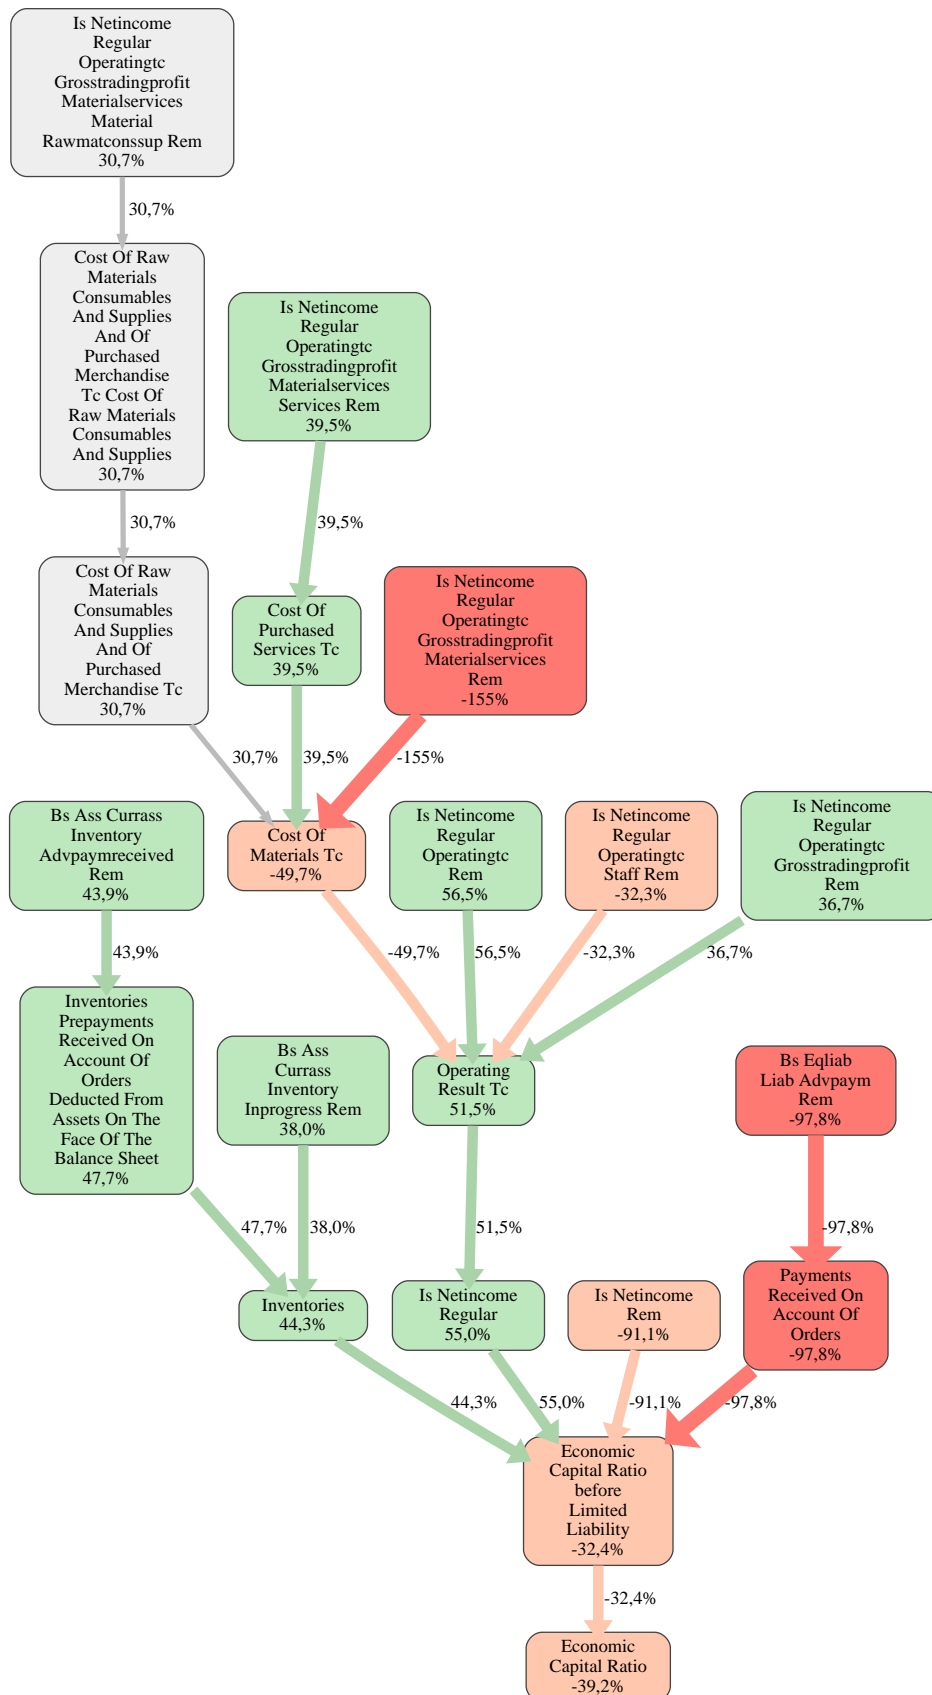 Is Netincome
Regular
Operatingtc
Grosstradingprofit
Materialservices
Material
Rawmatconssup Rem
30,7%
30,7%
Cost Of Raw
Materials
Consumables
And Supplies
And Of
Purchased
Merchandise
Tc Cost Of
Raw Materials
Consumables
And Supplies
30,7%
Is Netincome
Regular
Operatingtc
Grosstradingprofit
Materialservices
Services Rem
39,5%
30,7%
39,5%
Cost Of Raw
Materials
Consumables
And Supplies
And Of
Purchased
Merchandise Tc
30,7%
Cost Of
Purchased
Services Tc
39,5%
Is Netincome
Regular
Operatingtc
Grosstradingprofit
Materialservices
Rem
-155%
30,7%
39,5%
-155%
Bs Ass Currass
Inventory
Advpaymreceived
Rem
43,9%
Cost Of
Materials Tc
-49,7%
Is Netincome
Regular
Operatingtc
Rem
56,5%
Is Netincome
Regular
Operatingtc
Staff Rem
-32,3%
Is Netincome
Regular
Operatingtc
Grosstradingprofit
Rem
36,7%
43,9%
-49,7%
56,5%
-32,3%
36,7%
Inventories
Prepayments
Received On
Account Of
Orders
Deducted From
Assets On The
Face Of The
Balance Sheet
47,7%
Bs Ass
Currass
Inventory
Inprogress Rem
38,0%
Operating
Result Tc
51,5%
Bs Eqliab
Liab Advpaym
Rem
-97,8%
47,7%
38,0%
51,5%
-97,8%
Inventories
44,3%
Is Netincome
Regular
55,0%
Is Netincome
Rem
-91,1%
Payments
Received On
Account Of
Orders
-97,8%
44,3%
55,0%
-91,1%
-97,8%
Economic
Capital Ratio
before
Limited
Liability
-32,4%
-32,4%
Economic
Capital Ratio
-39,2%